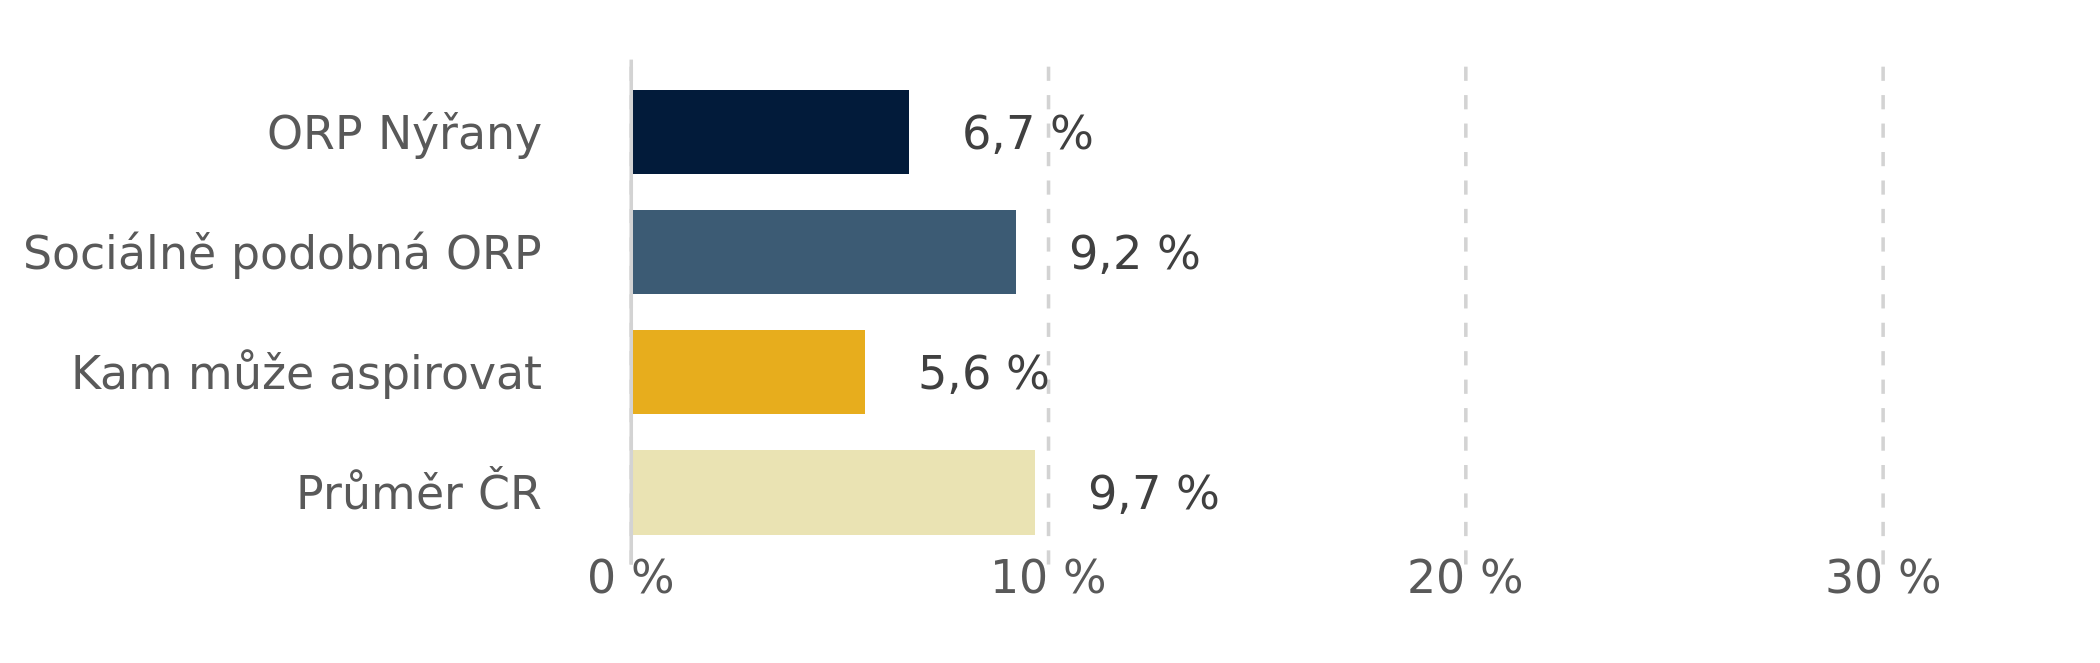 ORP Nýřany 6,7 %
Sociálně podobná ORP 9,2 %
Kam může aspirovat 5,6 %
Průměr ČR 9,7 %
0 % 10 % 20 % 30 %